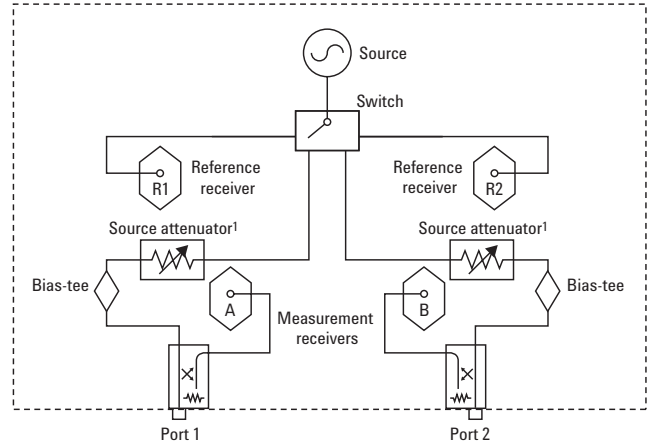 Source
Switch
Reference
receiver
R1
Reference
receiver
R2
Source attenuator¹
Source attenuator¹
Bias-tee
A
Measurement
receivers
B
Bias-tee
Port 1
Port 2